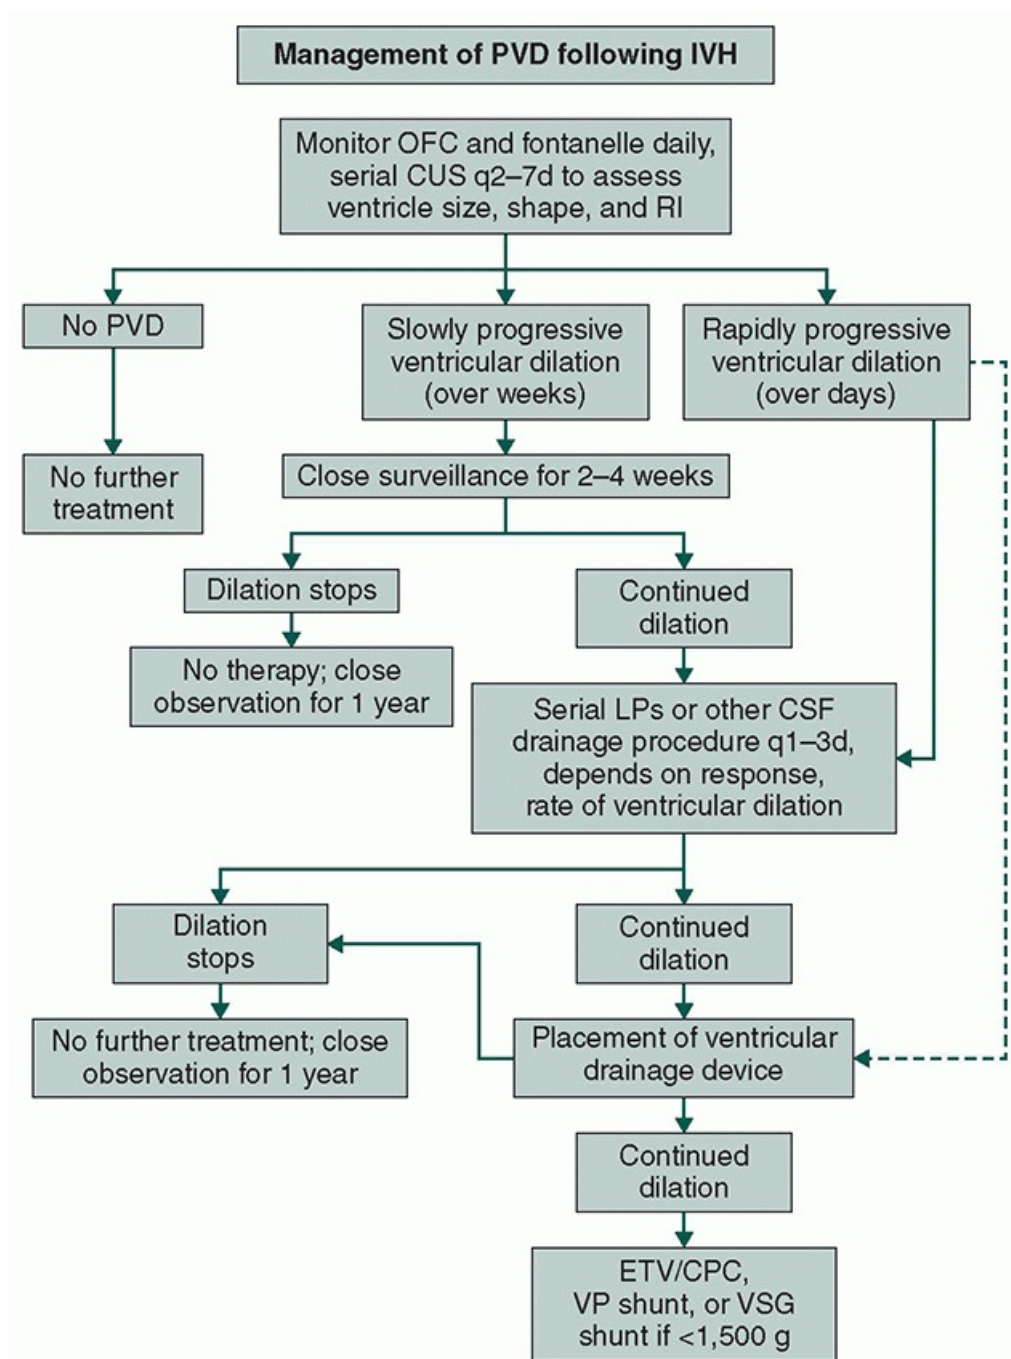 Management of PVD following IVH
Monitor OFC and fontanelle daily,
serial CUS q2–7d to assess
ventricle size, shape, and RI
No PVD
Slowly progressive
ventricular dilation
(over weeks)
Rapidly progressive
ventricular dilation
(over days)
No further
treatment
Close surveillance for 2–4 weeks
Dilation stops
Continued
dilation
No therapy; close
observation for 1 year
Serial LPs or other CSF
drainage procedure q1–3d,
depends on response,
rate of ventricular dilation
Dilation
stops
Continued
dilation
No further treatment; close
observation for 1 year
Placement of ventricular
drainage device
Continued
dilation
ETV/CPC,
VP shunt, or VSG
shunt if <1,500 g